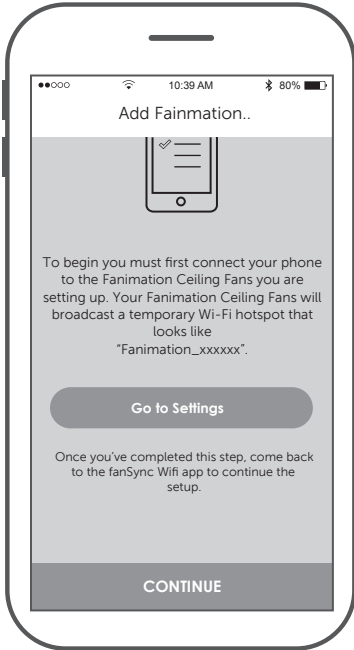 10:39 AM 80%
Add Fainmation..
To begin you must first connect your phone
to the Fanimation Ceiling Fans you are
setting up. Your Fanimation Ceiling Fans will
broadcast a temporary Wi-Fi hotspot that
looks like
“Fanimation_xxxxxx”.
Go to Settings
Once you’ve completed this step, come back
to the fanSync Wifi app to continue the
setup.
CONTINUE